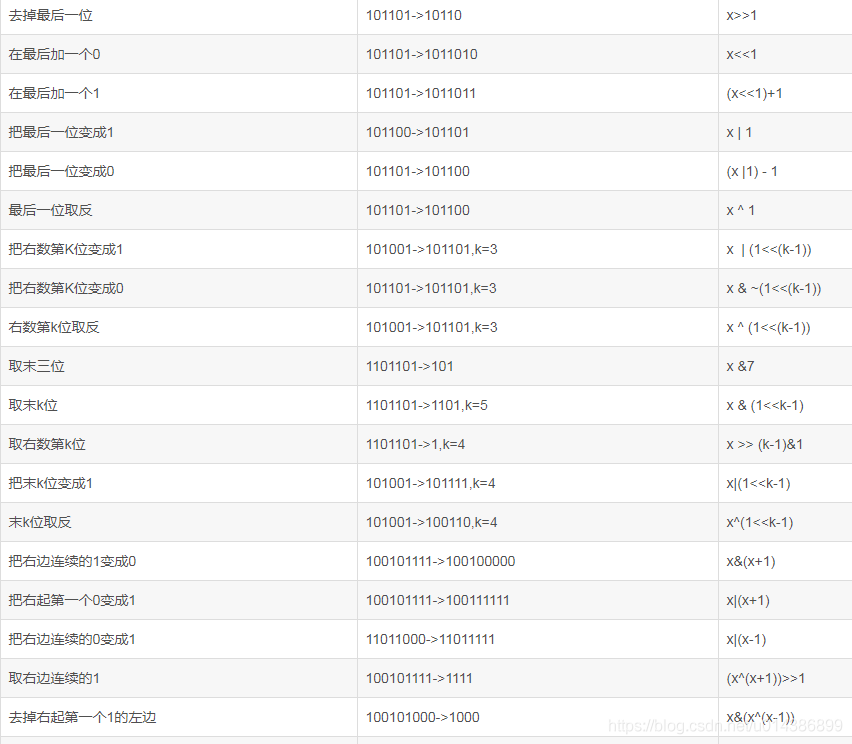 去掉最后一位 101101->10110 x>>1
在最后加一个0 101101->1011010 x<<1
在最后加一个1 101101->1011011 (x<<1)+1
把最后一位变成1 101100->101101 x | 1
把最后一位变成0 101101->101100 (x |1) - 1
最后一位取反 101101->101100 x ^ 1
把右数第K位变成1 101001->101101,k=3 x | (1<<(k-1))
把右数第K位变成0 101101->101101,k=3 x & ~(1<<(k-1))
右数第k位取反 101001->101101,k=3 x ^ (1<<(k-1))
取末三位 1101101->101 x &7
取末k位 1101101->1101,k=5 x & (1<<k-1)
取右数第k位 1101101->1,k=4 x >> (k-1)&1
把末k位变成1 101001->101111,k=4 x|(1<<k-1)
末k位取反 101001->100110,k=4 x^(1<<k-1)
把右边连续的1变成0 100101111->100100000 x&(x+1)
把右起第一个0变成1 100101111->100111111 x|(x+1)
把右边连续的0变成1 11011000->11011111 x|(x-1)
取右边连续的1 100101111->1111 (x^(x+1))>>1
去掉右起第一个1的左边 100101000->1000 x&(x^(x-1))